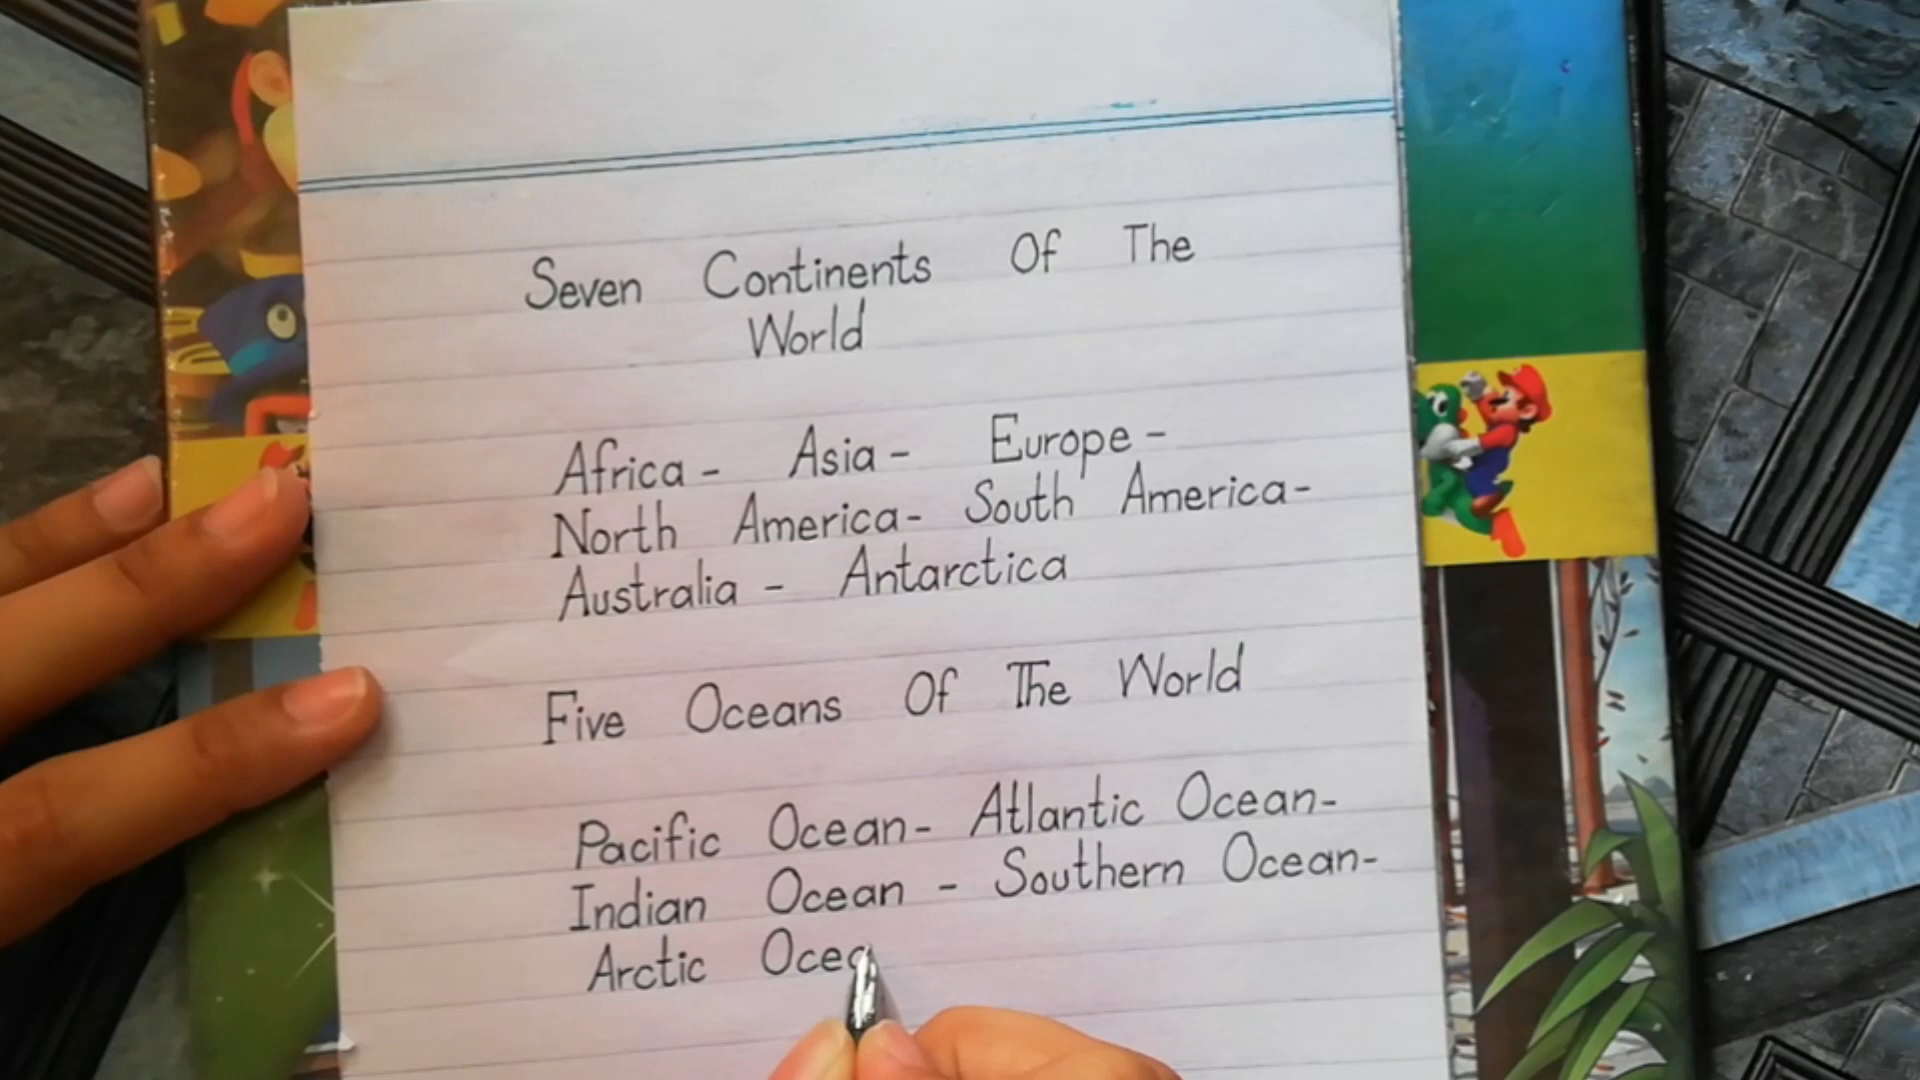 Seven Continents Of The
World
Africa - Asia - Europe -
North America - South America -
Australia - Antarctica
Five Oceans Of The World
Pacific Ocean - Atlantic Ocean -
Indian Ocean - Southern Ocean -
Arctic Ocea